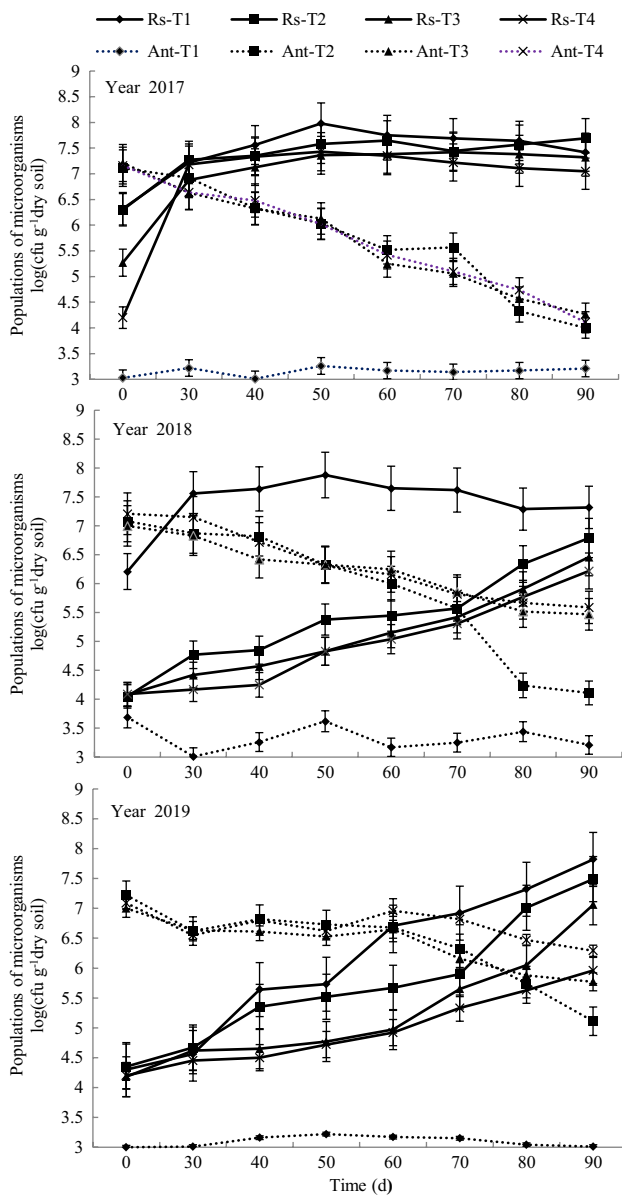 Rs-T1 Rs-T2 Rs-T3 Rs-T4
Ant-T1 Ant-T2 Ant-T3 Ant-T4
Populations of microorganisms
log(cfu g-1dry soil)
Year 2017
9
8.5
8
7.5
7
6.5
6
5.5
5
4.5
4
3.5
3
0 30 40 50 60 70 80 90
Populations of microorganisms
log(cfu g-1dry soil)
Year 2018
9
8.5
8
7.5
7
6.5
6
5.5
5
4.5
4
3.5
3
0 30 40 50 60 70 80 90
Populations of microorganisms
log(cfu g-1dry soil)
Year 2019
9
8.5
8
7.5
7
6.5
6
5.5
5
4.5
4
3.5
3
0 30 40 50 60 70 80 90
Time (d)